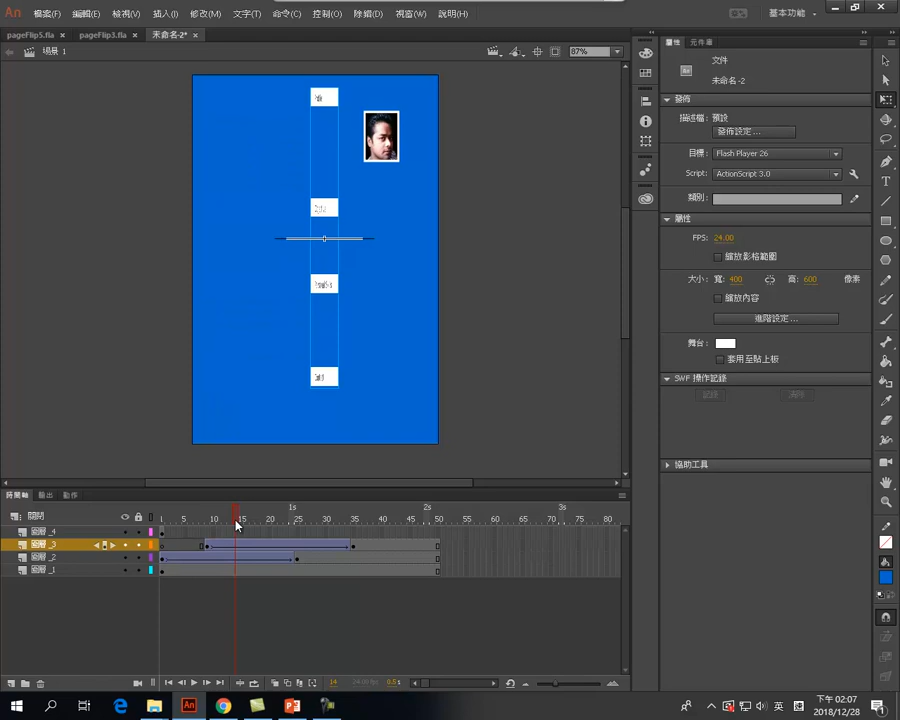 An 檔案(F) 編輯(E) 檢視(V) 插入(I) 修改(M) 文字(T) 命令(C) 控制(O) 除錯(D) 視窗(W) 說明(H) 基本功能
pageFlip5.fla × pageFlip3.fla × 未命名-2* ×
場景 1 87%
屬性 元件庫
文件
未命名-2
發佈
描述檔: 預設
發佈設定...
目標: Flash Player 26
Script: ActionScript 3.0
類別:
屬性
FPS: 24.00
縮放影格範圍
大小: 寬: 400 高: 600 像素
縮放內容
進階設定...
舞台:
套用至貼上板
SWF 操作記錄
記錄 清除
協助工具
時間軸 輸出 動作
1s 2s 3s
1 5 10 15 20 25 30 35 40 45 50 55 60 65 70 75 80
圖層_4
圖層_3
圖層_2
圖層_1
14 24.00 fps 0.5 s
下午 02:07
2018/12/28